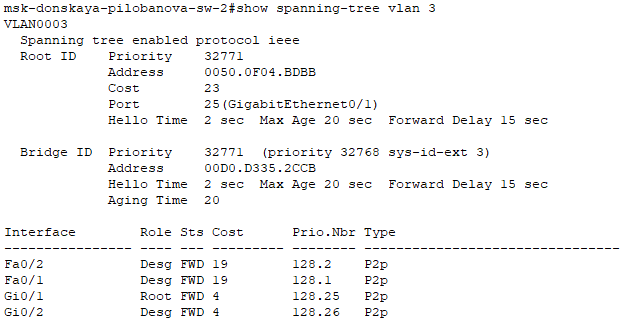 msk-donskaya-pilobanova-sw-2#show spanning-tree vlan 3
VLAN0003
  Spanning tree enabled protocol ieee
  Root ID    Priority    32771
             Address     0050.0F04.BDBB
             Cost        23
             Port        25(GigabitEthernet0/1)
             Hello Time  2 sec  Max Age 20 sec  Forward Delay 15 sec

  Bridge ID  Priority    32771  (priority 32768 sys-id-ext 3)
             Address     00D0.D335.2CCB
             Hello Time  2 sec  Max Age 20 sec  Forward Delay 15 sec
             Aging Time  20

Interface        Role Sts Cost      Prio.Nbr Type
---------------- ---- --- --------- -------- --------------------------------
Fa0/2            Desg FWD 19        128.2    P2p
Fa0/1            Desg FWD 19        128.1    P2p
Gi0/1            Root FWD 4         128.25   P2p
Gi0/2            Desg FWD 4         128.26   P2p